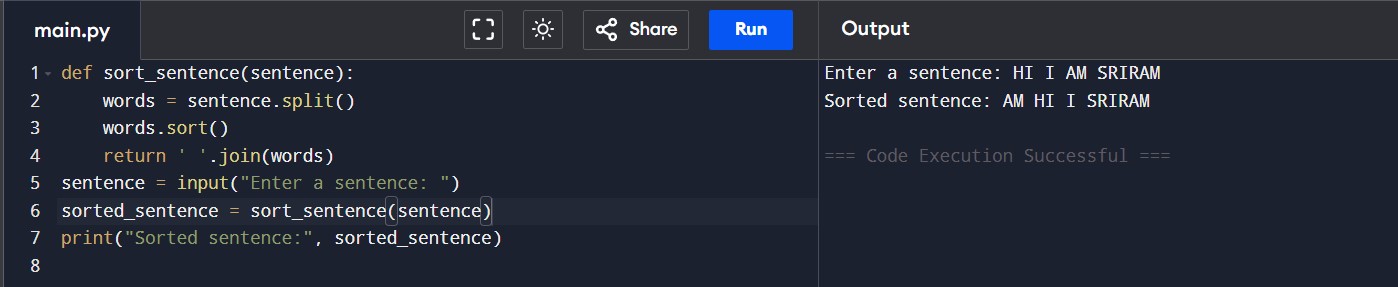 main.py
Share
Run
Output
1 def sort_sentence(sentence):
2     words = sentence.split()
3     words.sort()
4     return ' '.join(words)
5 sentence = input("Enter a sentence: ")
6 sorted_sentence = sort_sentence(sentence)
7 print("Sorted sentence:", sorted_sentence)
8
Enter a sentence: HI I AM SRIRAM
Sorted sentence: AM HI I SRIRAM
=== Code Execution Successful ===